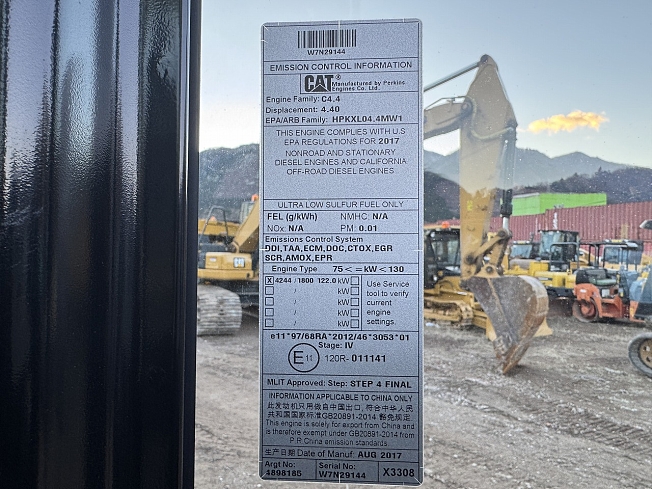 W7N29144
EMISSION CONTROL INFORMATION
CAT® Manufactured by Perkins
Engines Co. Ltd.
Engine Family: C4.4
Displacement: 4.40
EPA/ARB Family: HPKXL04.4MW1
THIS ENGINE COMPLIES WITH U.S
EPA REGULATIONS FOR 2017
NONROAD AND STATIONARY
DIESEL ENGINES AND CALIFORNIA
OFF-ROAD DIESEL ENGINES
ULTRA LOW SULFUR FUEL ONLY
FEL (g/kWh) NMHC: N/A
NOx: N/A PM: 0.01
Emissions Control System
DDI,TAA,ECM,DOC,CTOX,EGR
SCR,AMOX,EPR
Engine Type 75<=kW<130
X 4244 / 1800 122.0 kW
kW
kW
kW
kW
Use Service
tool to verify
current
engine
settings.
e11*97/68RA*2012/46*3053*01
Stage: IV
E11 120R- 011141
MLIT Approved: Step: STEP 4 FINAL
INFORMATION APPLICABLE TO CHINA ONLY
此发动机只用做自中国出口,符合中华人民
共和国国家标准GB20891-2014 豁免规定。
This engine is solely for export from China and
is therefore exempt under GB20891-2014 from
P.R China emission standards.
生产日期 Date of Manuf: AUG 2017
Argt No: Serial No:
4898185 W7N29144 X3308